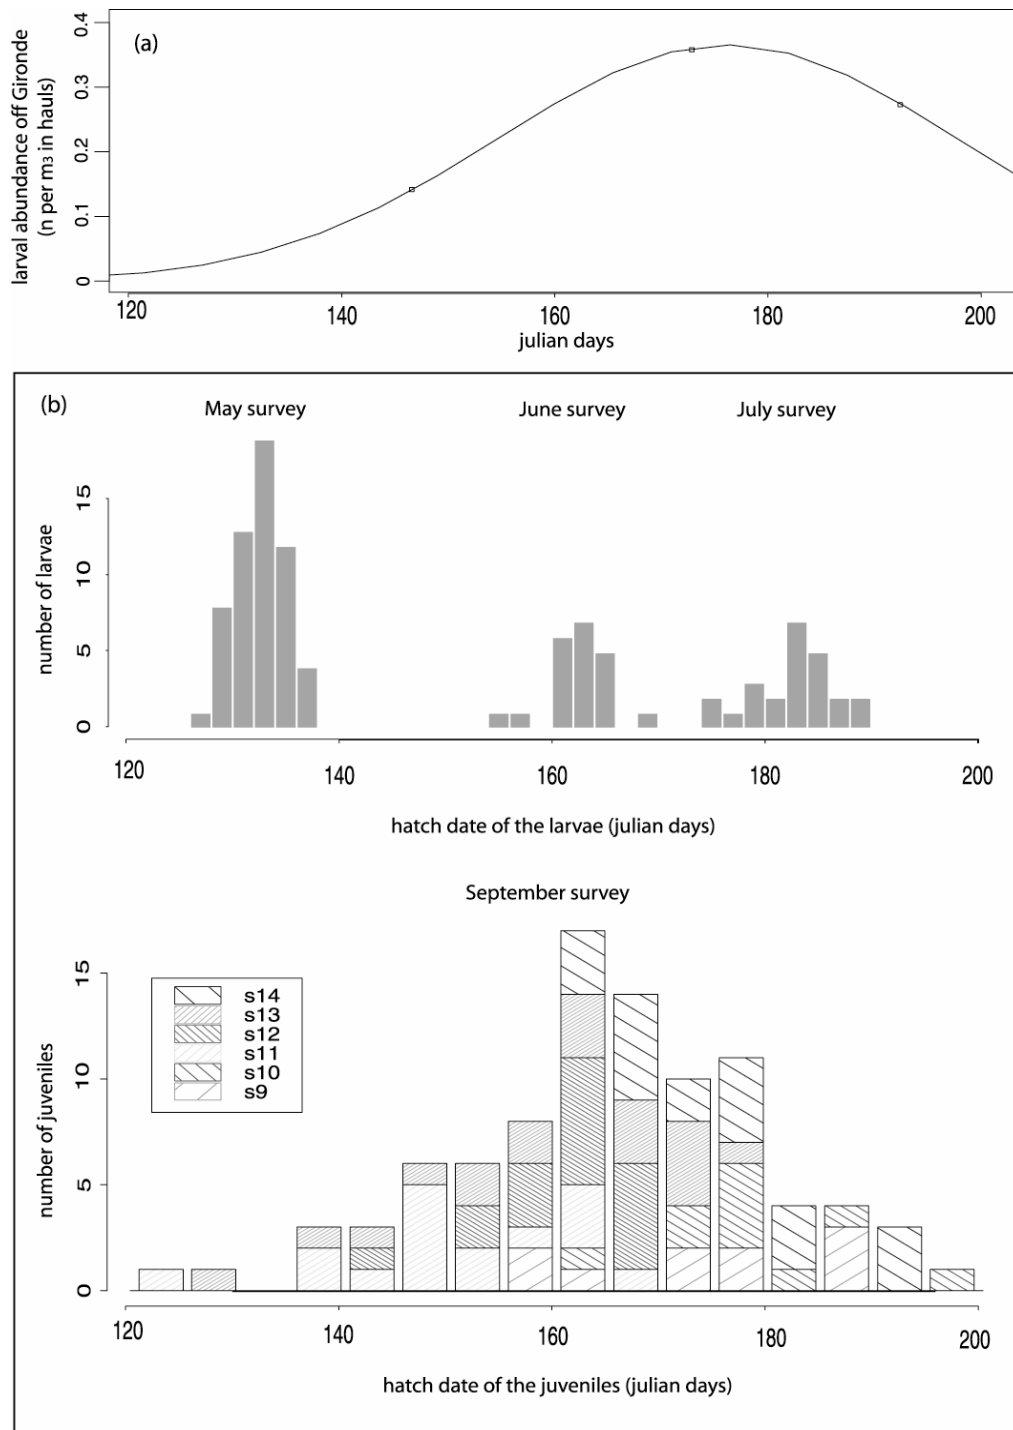 (a)
larval abundance off Gironde
(n per m3 in hauls)
0.4
0.3
0.2
0.1
0
120 140 160 180 200
julian days
(b)
May survey June survey July survey
number of larvae
15
10
5
0
120 140 160 180 200
hatch date of the larvae (julian days)
September survey
number of juveniles
15
10
5
0
s14
s13
s12
s11
s10
s9
120 140 160 180 200
hatch date of the juveniles (julian days)